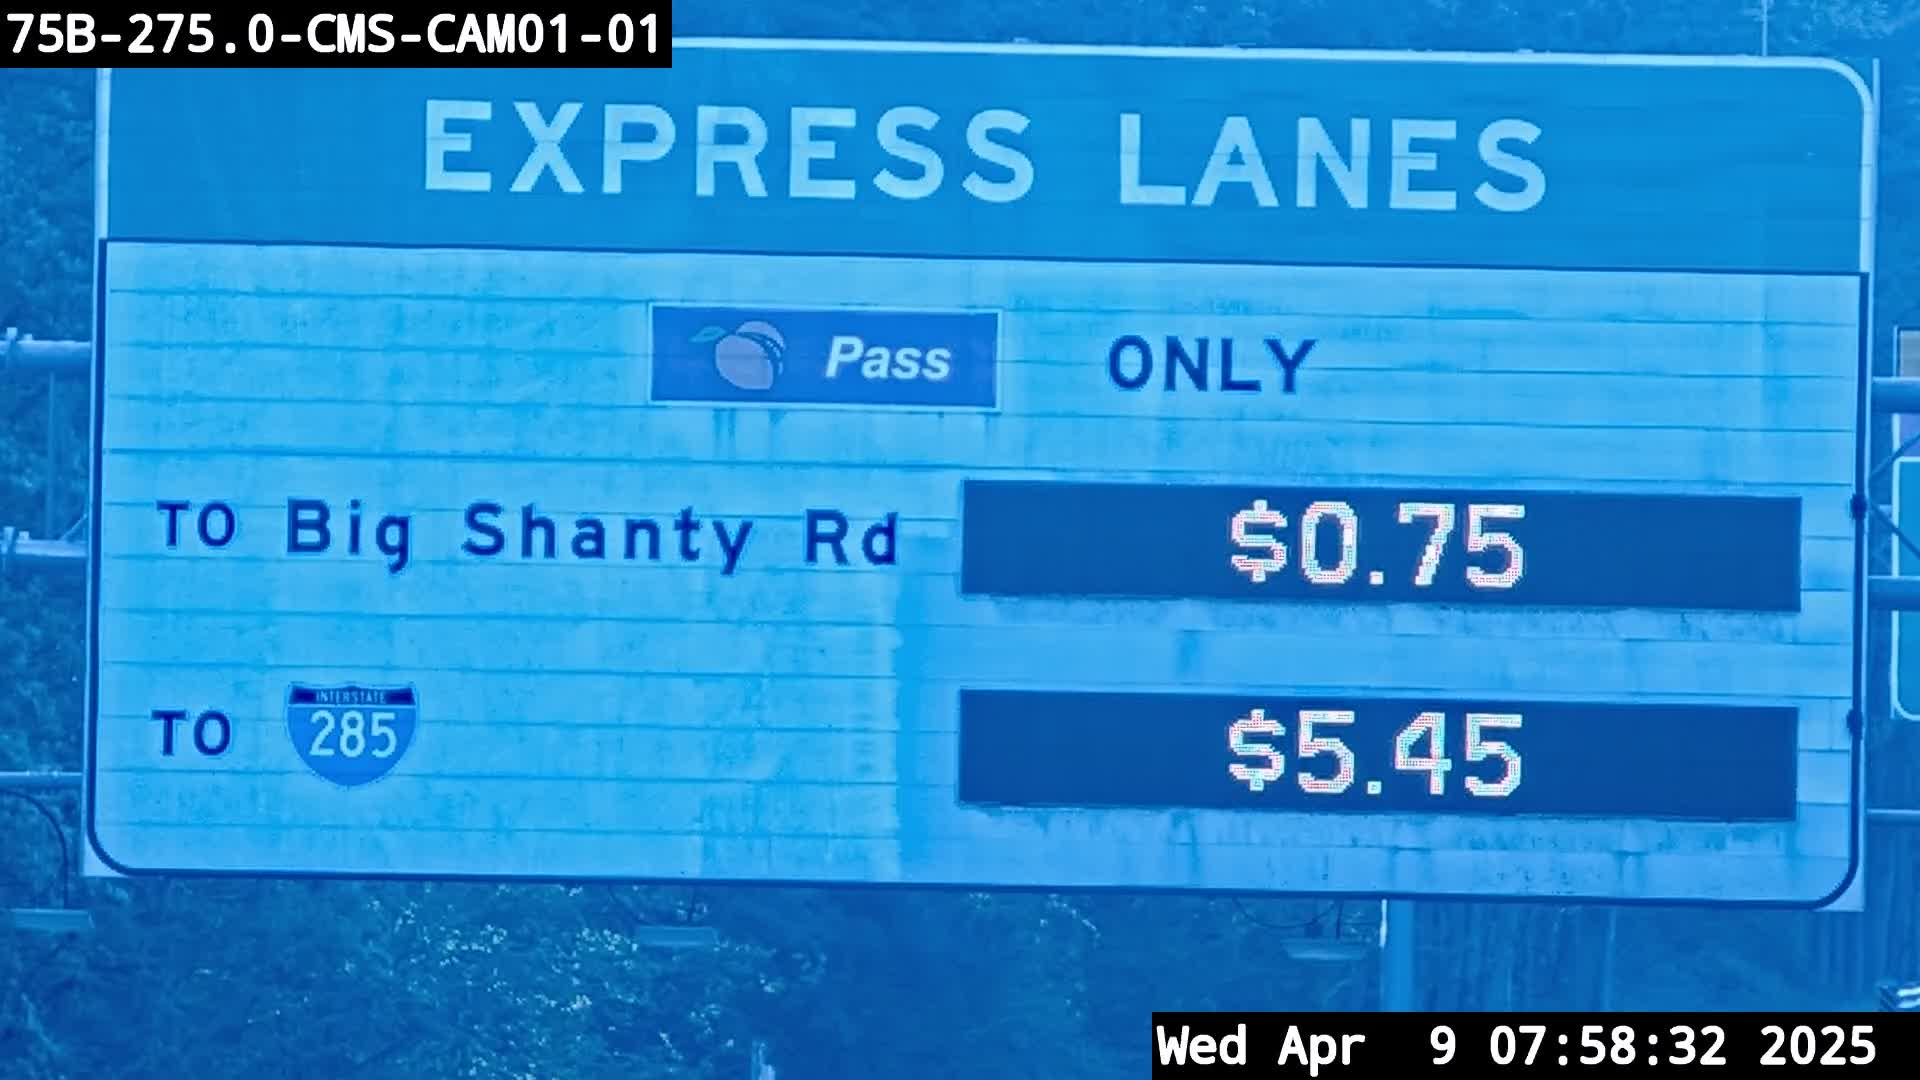 75B-275.0-CMS-CAM01-01
EXPRESS LANES
Pass ONLY
TO Big Shanty Rd $0.75
INTERSTATE
TO 285 $5.45
Wed Apr 9 07:58:32 2025